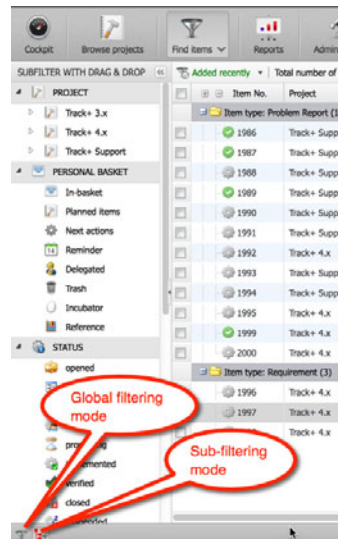 Cockpit Browse projects Find items Reports
SUBFILTER WITH DRAG & DROP
Added recently Total number of
PROJECT
Track+ 3.x
Track+ 4.x
Track+ Support
PERSONAL BASKET
In-basket
Planned items
Next actions
14
Reminder
Delegated
Trash
Incubator
Reference
STATUS
opened
closed
Item No. Project
Item type: Problem Report (1
1986 Track+ Supp
1987 Track+ Supp
1988 Track+ Supp
1989 Track+ Supp
1990 Track+ Supp
1991 Track+ Supp
1992 Track+ 4.x
1993 Track+ Supp
1994 Track+ Supp
1995 Track+ 4.x
1999 Track+ 4.x
2000 Track+ 4.x
Item type: Requirement (3)
1996 Track+ 4.x
1997 Track+ 4.x
Track+ 4.x
Global filtering
mode
Sub-filtering
mode